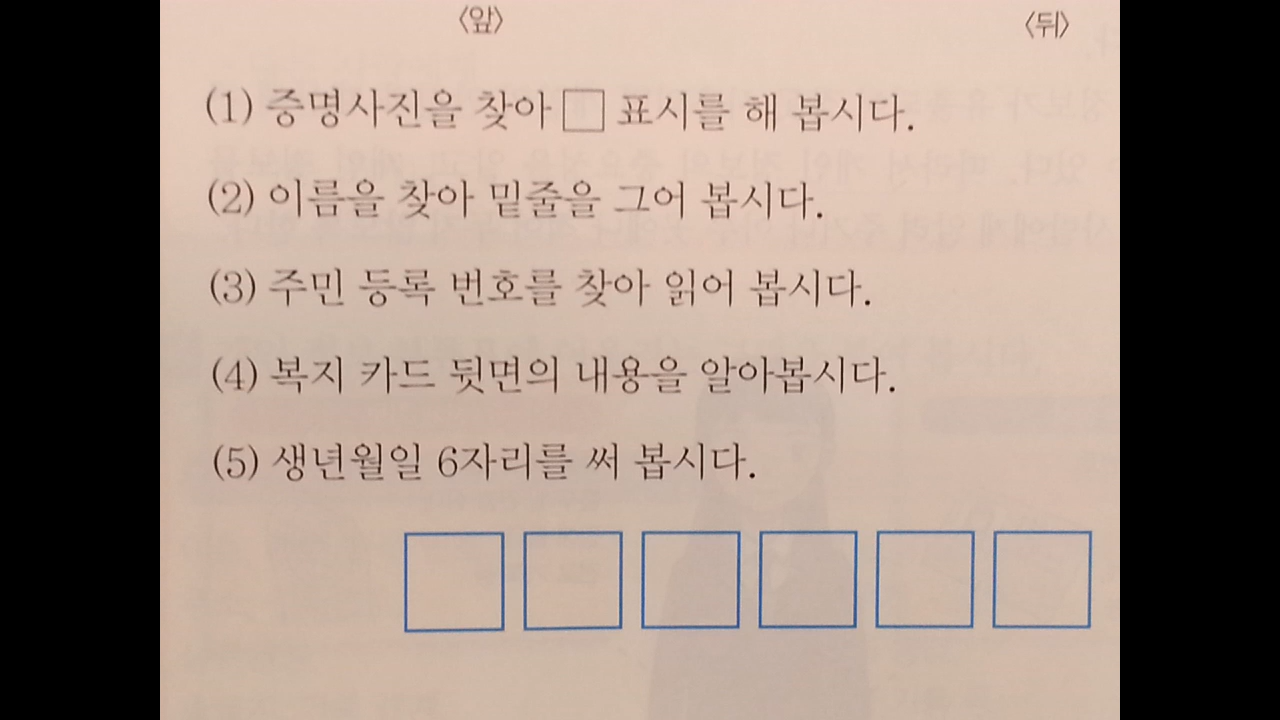 〈앞〉 〈뒤〉
(1) 증명사진을 찾아 □ 표시를 해 봅시다.
(2) 이름을 찾아 밑줄을 그어 봅시다.
(3) 주민 등록 번호를 찾아 읽어 봅시다.
(4) 복지 카드 뒷면의 내용을 알아봅시다.
(5) 생년월일 6자리를 써 봅시다.